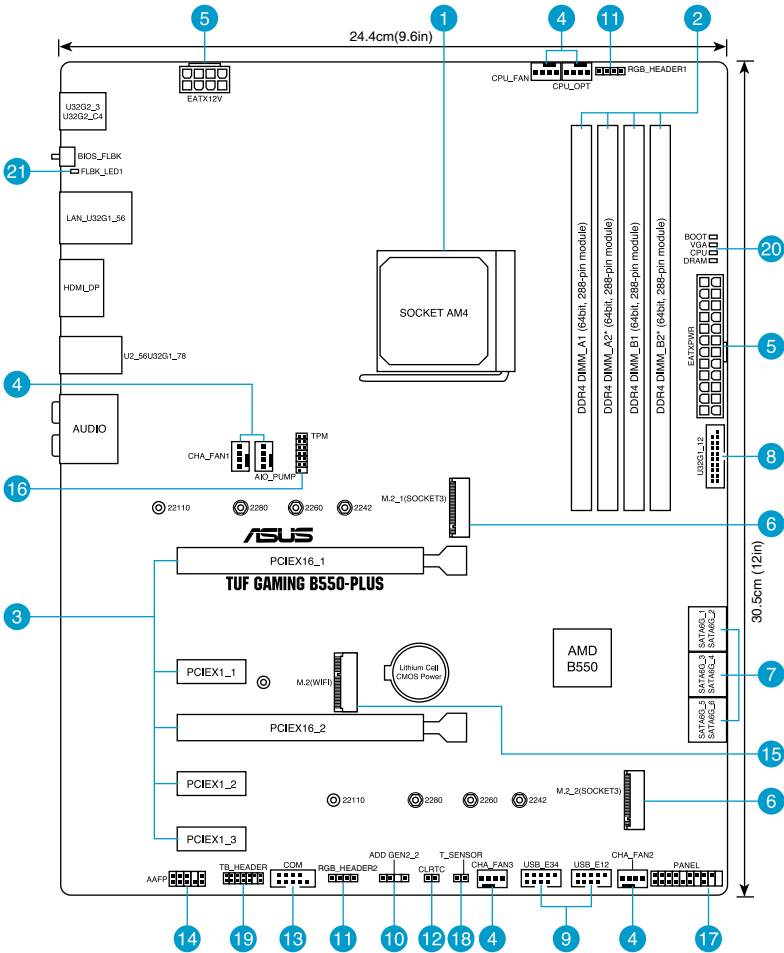 5
1
4
11
2
24.4cm(9.6in)
CPU_FAN
CPU_OPT
RGB_HEADER1
EATX12V
U32G2_3
U32G2_C4
BIOS_FLBK
21
FLBK_LED1
LAN_U32G1_56
HDMI_DP
U2_56U32G1_78
AUDIO
SOCKET AM4
DDR4 DIMM_A1 (64bit, 288-pin module)
DDR4 DIMM_A2* (64bit, 288-pin module)
DDR4 DIMM_B1 (64bit, 288-pin module)
DDR4 DIMM_B2* (64bit, 288-pin module)
BOOT
VGA
CPU
DRAM
20
EATXPWR
5
4
CHA_FAN1
AIO_PUMP
TPM
16
U32G1_12
8
M.2_1(SOCKET3)
6
22110
2280
2260
2242
ASUS
PCIEX16_1
TUF GAMING B550-PLUS
30.5cm (12in)
3
PCIEX1_1
M.2(WIFI)
Lithium Cell
CMOS Power
AMD
B550
SATA6G_1
SATA6G_2
SATA6G_3
SATA6G_4
SATA6G_5
SATA6G_6
7
PCIEX16_2
15
PCIEX1_2
22110
2280
2260
2242
M.2_2(SOCKET3)
6
PCIEX1_3
AAFP
TB_HEADER
COM
RGB_HEADER2
ADD GEN2_2
CLRTC
T_SENSOR
CHA_FAN3
USB_E34
USB_E12
CHA_FAN2
PANEL
14
19
13
11
10
12
18
4
9
4
17